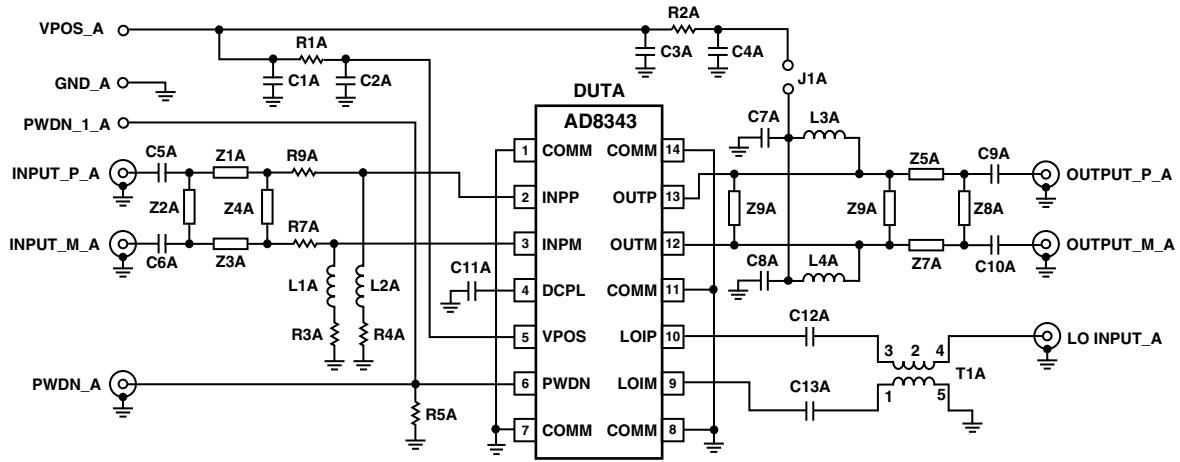 R2A
VPOS_A
R1A
C3A
C4A
C1A
C2A
J1A
GND_A
DUTA
PWDN_1_A
C7A
L3A
AD8343
1
COMM
COMM
14
C5A
Z1A
R9A
Z5A
C9A
INPUT_P_A
OUTPUT_P_A
2
INPP
OUTP
13
Z2A
Z4A
Z9A
Z9A
Z8A
R7A
INPUT_M_A
3
INPM
OUTM
12
OUTPUT_M_A
C6A
Z3A
C8A
L4A
Z7A
C10A
C11A
L1A
L2A
4
DCPL
COMM
11
C12A
R3A
R4A
5
VPOS
LOIP
10
LO INPUT_A
3
2
4
T1A
PWDN_A
6
PWDN
LOIM
9
C13A
1
5
R5A
7
COMM
COMM
8